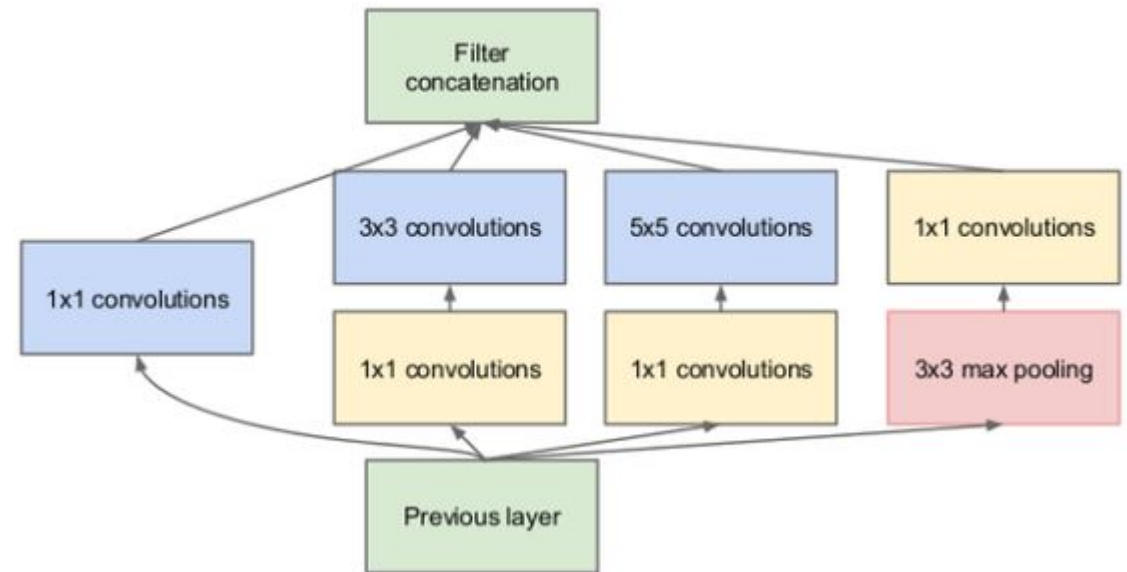 Filter
concatenation
3x3 convolutions
5x5 convolutions
1x1 convolutions
1x1 convolutions
1x1 convolutions
1x1 convolutions
3x3 max pooling
Previous layer